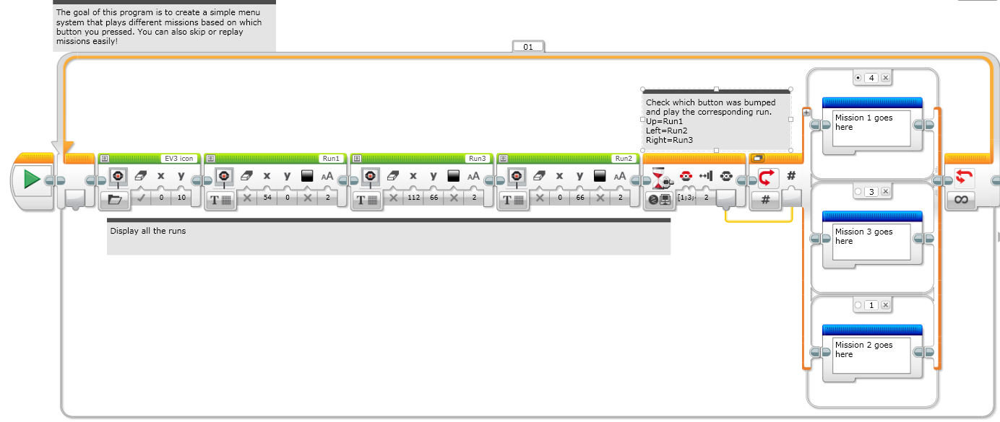 The goal of this program is to create a simple menu
system that plays different missions based on which
button you pressed. You can also skip or replay
missions easily!
01
4
Check which button was bumped
and play the corresponding run.
Up=Run1
Left=Run2
Right=Run3
Mission 1 goes
here
EV3 icon
Run1
Run3
Run2
x y
x y AA
x y AA
x y AA
#
0 10
T 54 0 2
T 112 66 2
T 0 66 2
[1;3; 2
#
∞
3
Mission 3 goes
here
Display all the runs
1
Mission 2 goes
here